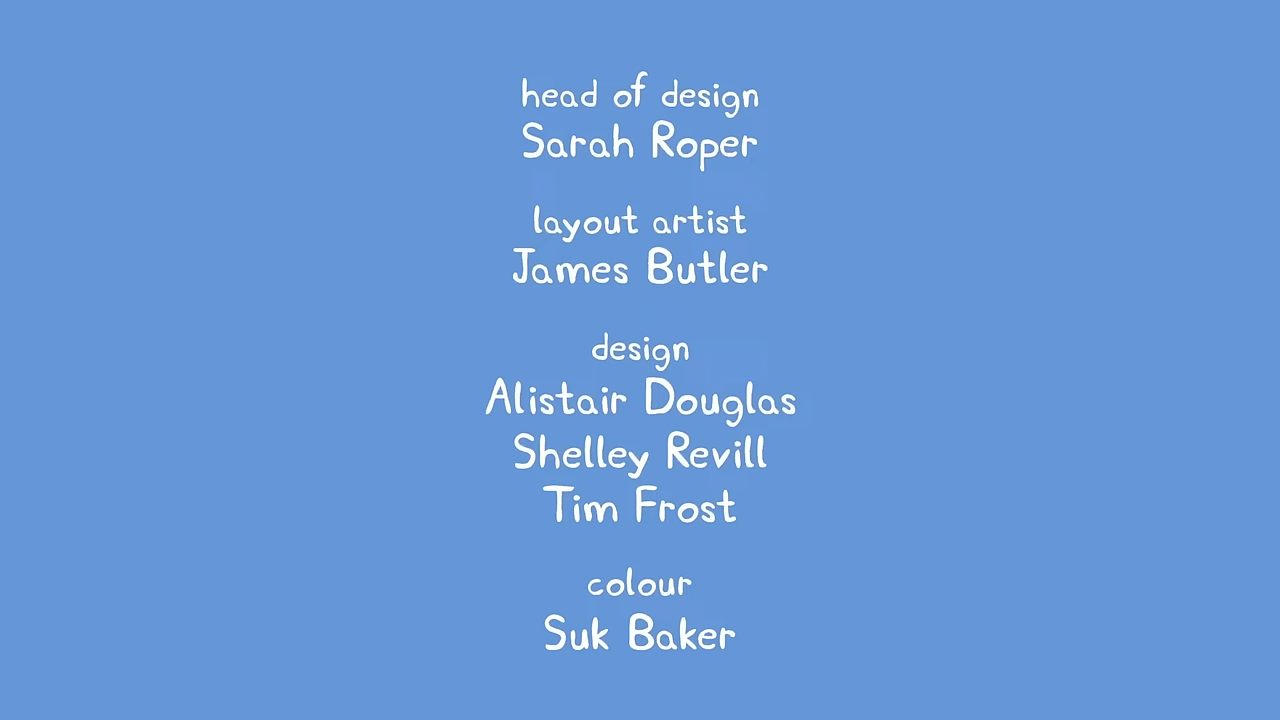 head of design
Sarah Roper
layout artist
James Butler
design
Alistair Douglas
Shelley Revill
Tim Frost
colour
Suk Baker